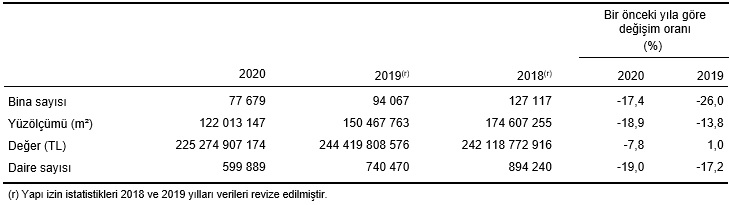 Bir önceki yıla göre
değişim oranı
(%)
2020 2019(r) 2018(r) 2020 2019
Bina sayısı 77 679 94 067 127 117 -17,4 -26,0
Yüzölçümü (m²) 122 013 147 150 467 763 174 607 255 -18,9 -13,8
Değer (TL) 225 274 907 174 244 419 808 576 242 118 772 916 -7,8 1,0
Daire sayısı 599 889 740 470 894 240 -19,0 -17,2
(r) Yapı izin istatistikleri 2018 ve 2019 yılları verileri revize edilmiştir.